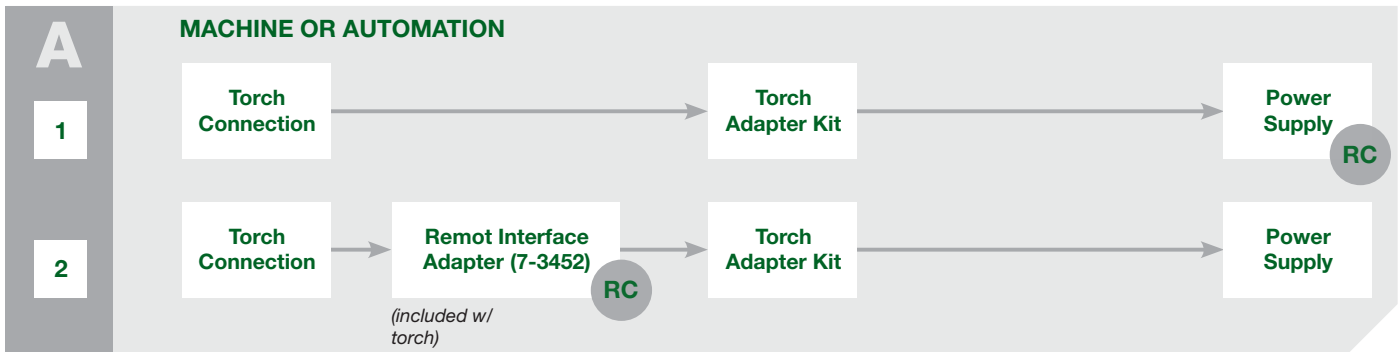 A
MACHINE OR AUTOMATION
1
Torch
Connection
Torch
Adapter Kit
Power
Supply
RC
2
Torch
Connection
Remot Interface
Adapter (7-3452)
RC
(included w/
torch)
Torch
Adapter Kit
Power
Supply